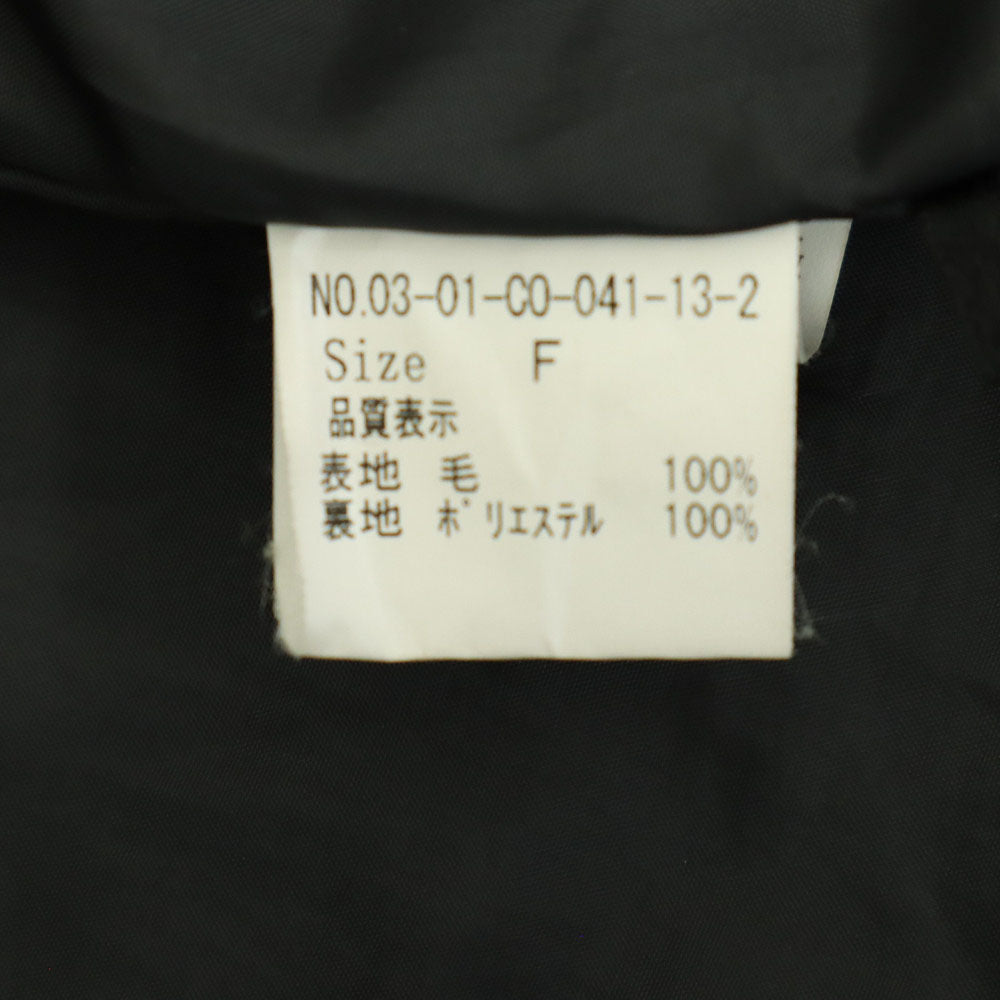 NO.03-01-CO-041-13-2
Size F
品質表示
表地 毛 100%
裏地 ポリエステル 100%